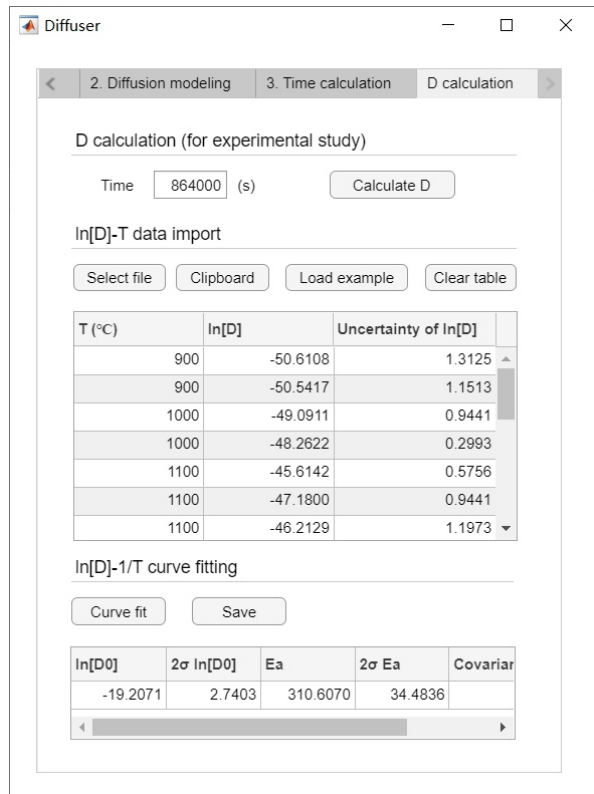 Diffuser
2. Diffusion modeling 3. Time calculation D calculation
D calculation (for experimental study)
Time 864000 (s) Calculate D
ln[D]-T data import
Select file Clipboard Load example Clear table
T (°C) ln[D] Uncertainty of ln[D]
900 -50.6108 1.3125
900 -50.5417 1.1513
1000 -49.0911 0.9441
1000 -48.2622 0.2993
1100 -45.6142 0.5756
1100 -47.1800 0.9441
1100 -46.2129 1.1973
ln[D]-1/T curve fitting
Curve fit Save
ln[D0] 2σ ln[D0] Ea 2σ Ea Covariar
-19.2071 2.7403 310.6070 34.4836